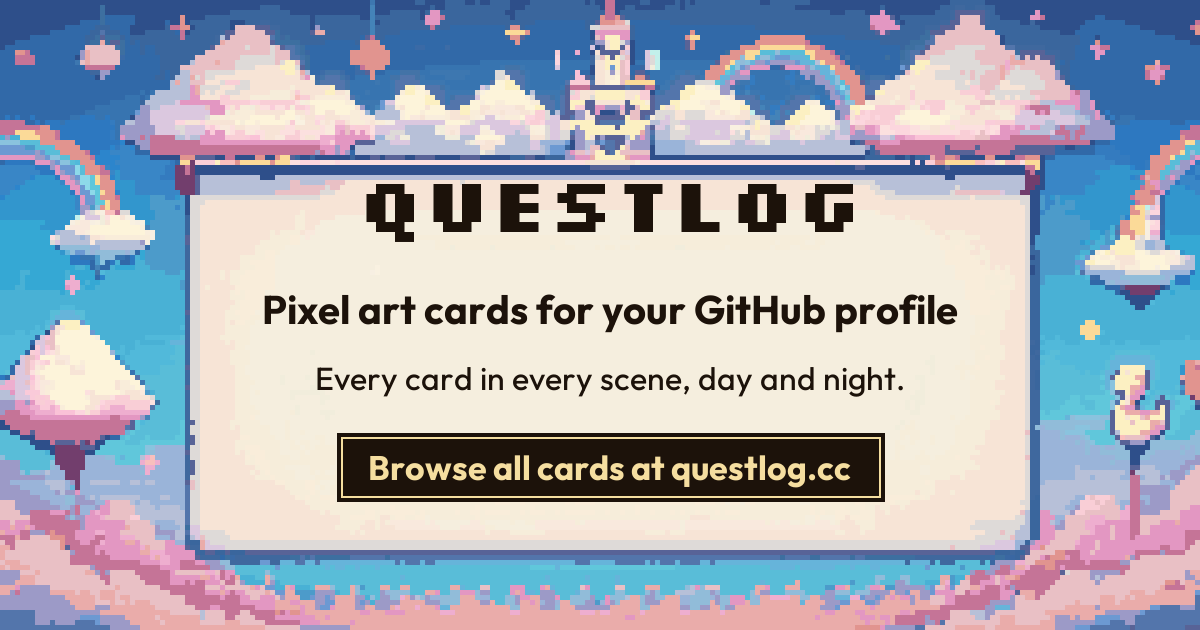 QUESTLOG
Pixel art cards for your GitHub profile
Every card in every scene, day and night.
Browse all cards at questlog.cc